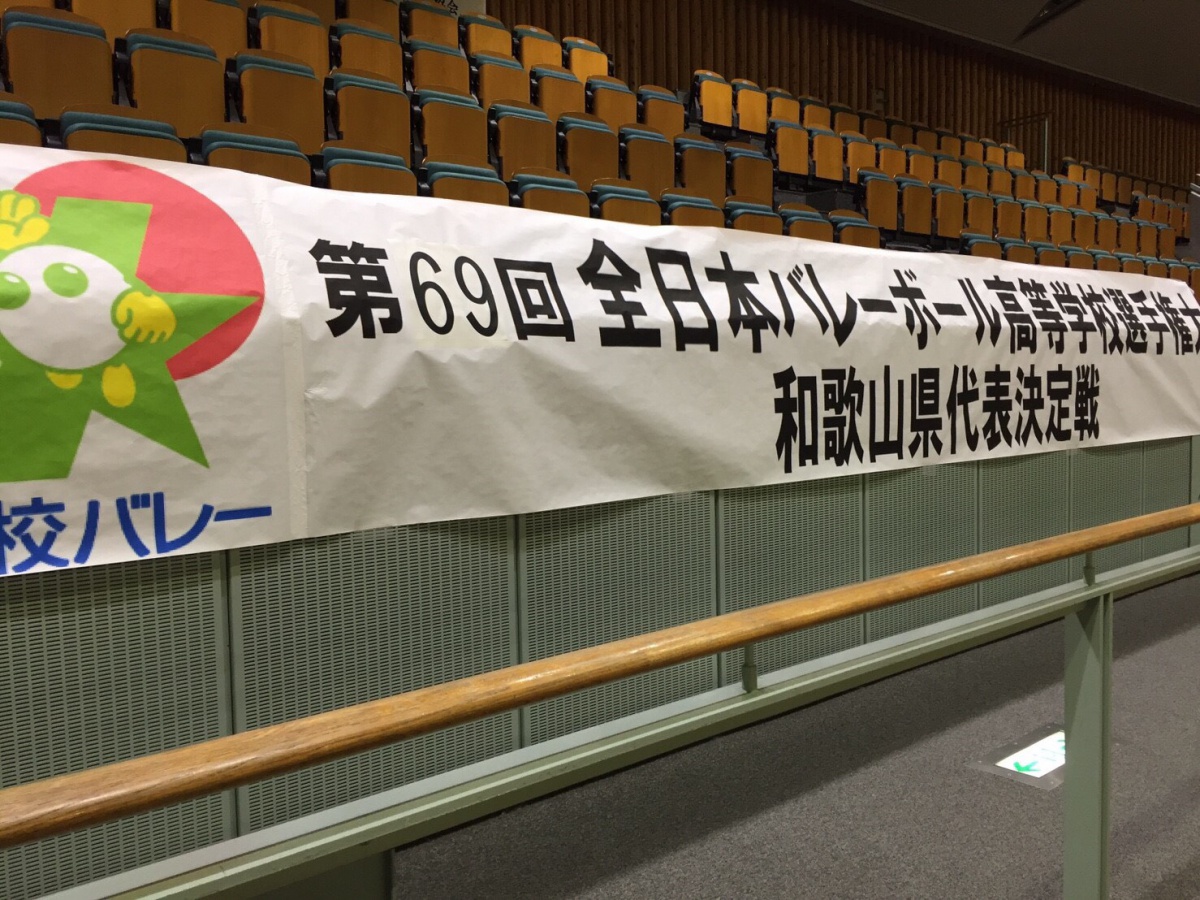 第69回 全日本バレーボール高等学校選手権大
和歌山県代表決定戦
校バレー